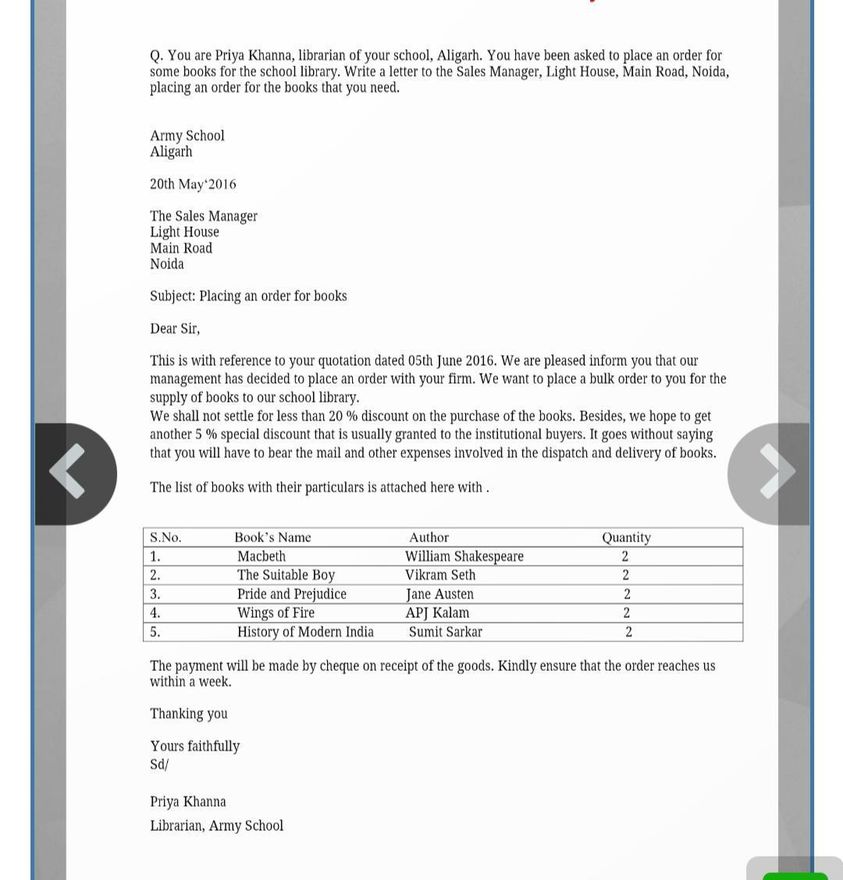 Q. You are Priya Khanna, librarian of your school, Aligarh. You have been asked to place an order for
some books for the school library. Write a letter to the Sales Manager, Light House, Main Road, Noida,
placing an order for the books that you need.
Army School
Aligarh
20th May‘2016
The Sales Manager
Light House
Main Road
Noida
Subject: Placing an order for books
Dear Sir,
This is with reference to your quotation dated 05th June 2016. We are pleased inform you that our
management has decided to place an order with your firm. We want to place a bulk order to you for the
supply of books to our school library.
We shall not settle for less than 20 % discount on the purchase of the books. Besides, we hope to get
another 5 % special discount that is usually granted to the institutional buyers. It goes without saying
that you will have to bear the mail and other expenses involved in the dispatch and delivery of books.
The list of books with their particulars is attached here with .
S.No. Book’s Name Author Quantity
1. Macbeth William Shakespeare 2
2. The Suitable Boy Vikram Seth 2
3. Pride and Prejudice Jane Austen 2
4. Wings of Fire APJ Kalam 2
5. History of Modern India Sumit Sarkar 2
The payment will be made by cheque on receipt of the goods. Kindly ensure that the order reaches us
within a week.
Thanking you
Yours faithfully
Sd/
Priya Khanna
Librarian, Army School